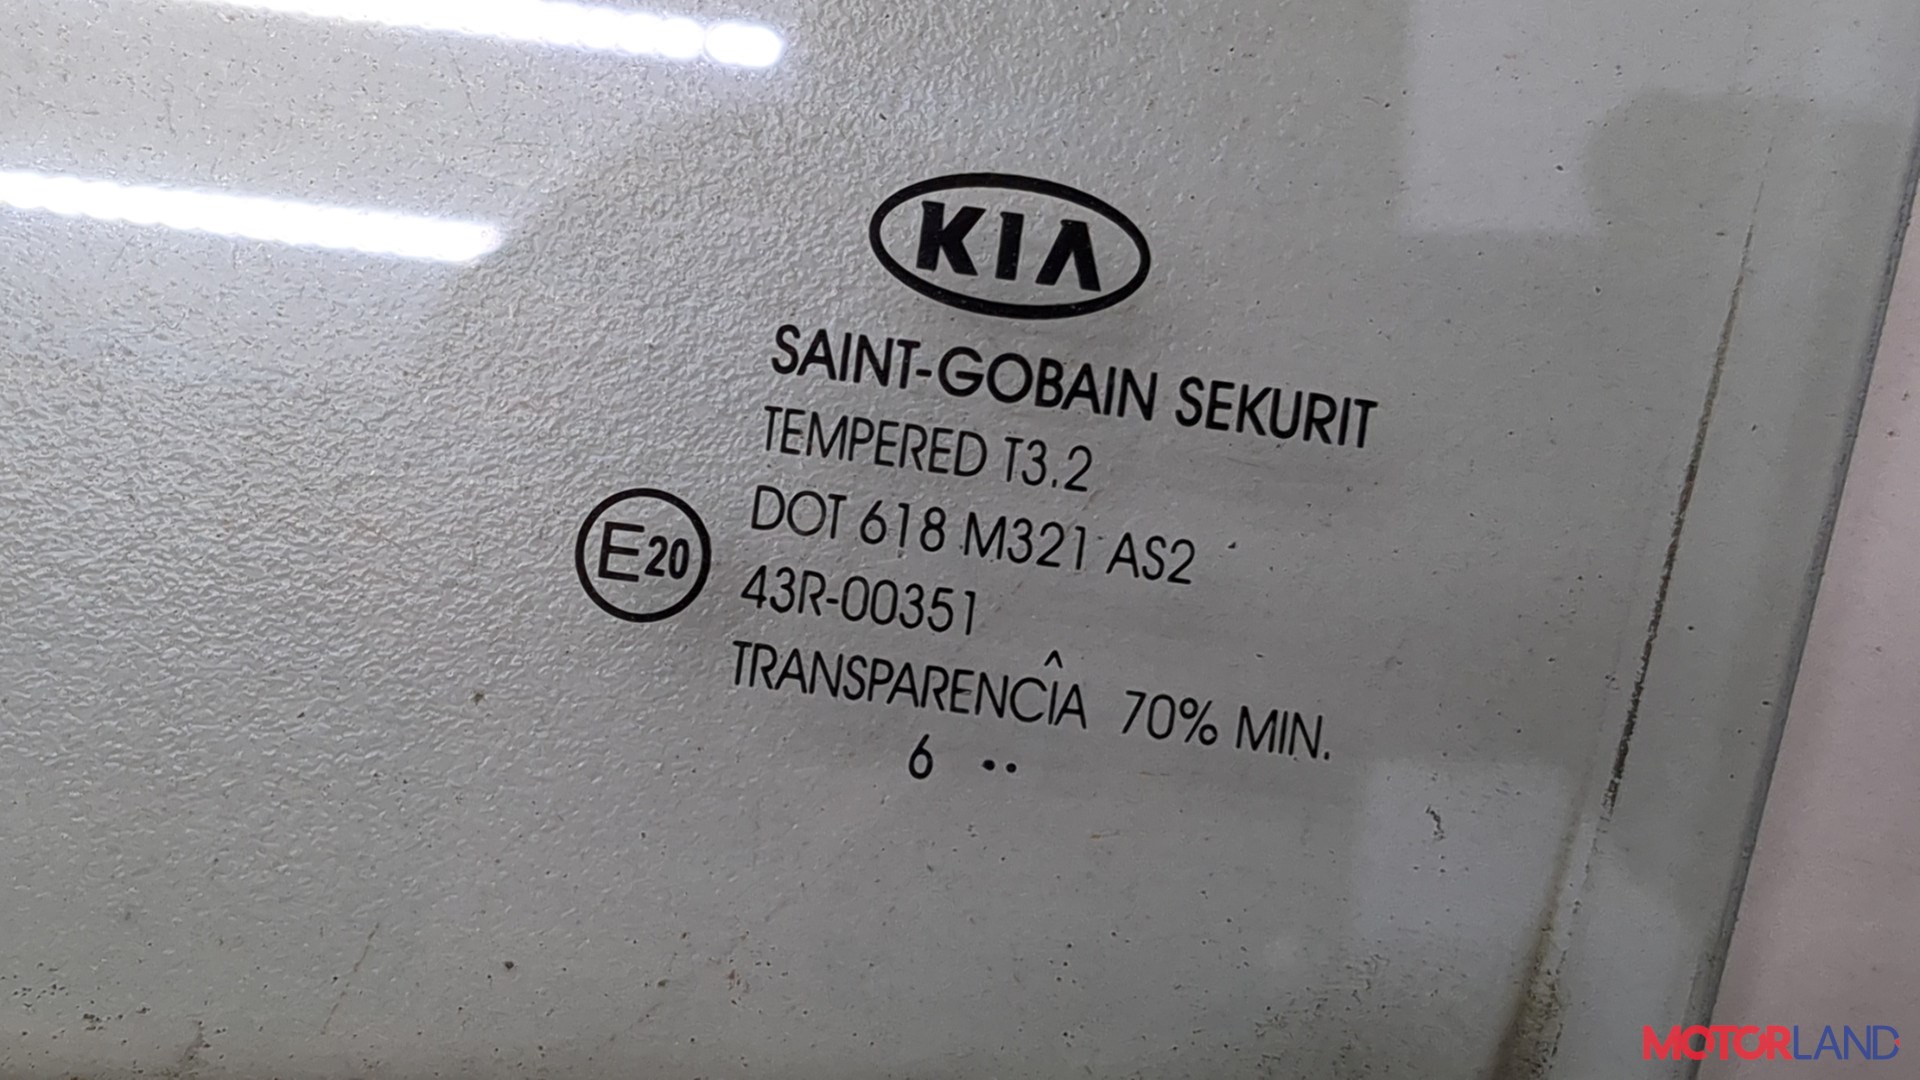 KIA
SAINT-GOBAIN SEKURIT
TEMPERED T3.2
DOT 618 M321 AS2
E20
43R-00351
TRANSPARENCÎA 70% MIN.
6 ··
MOTORLAND